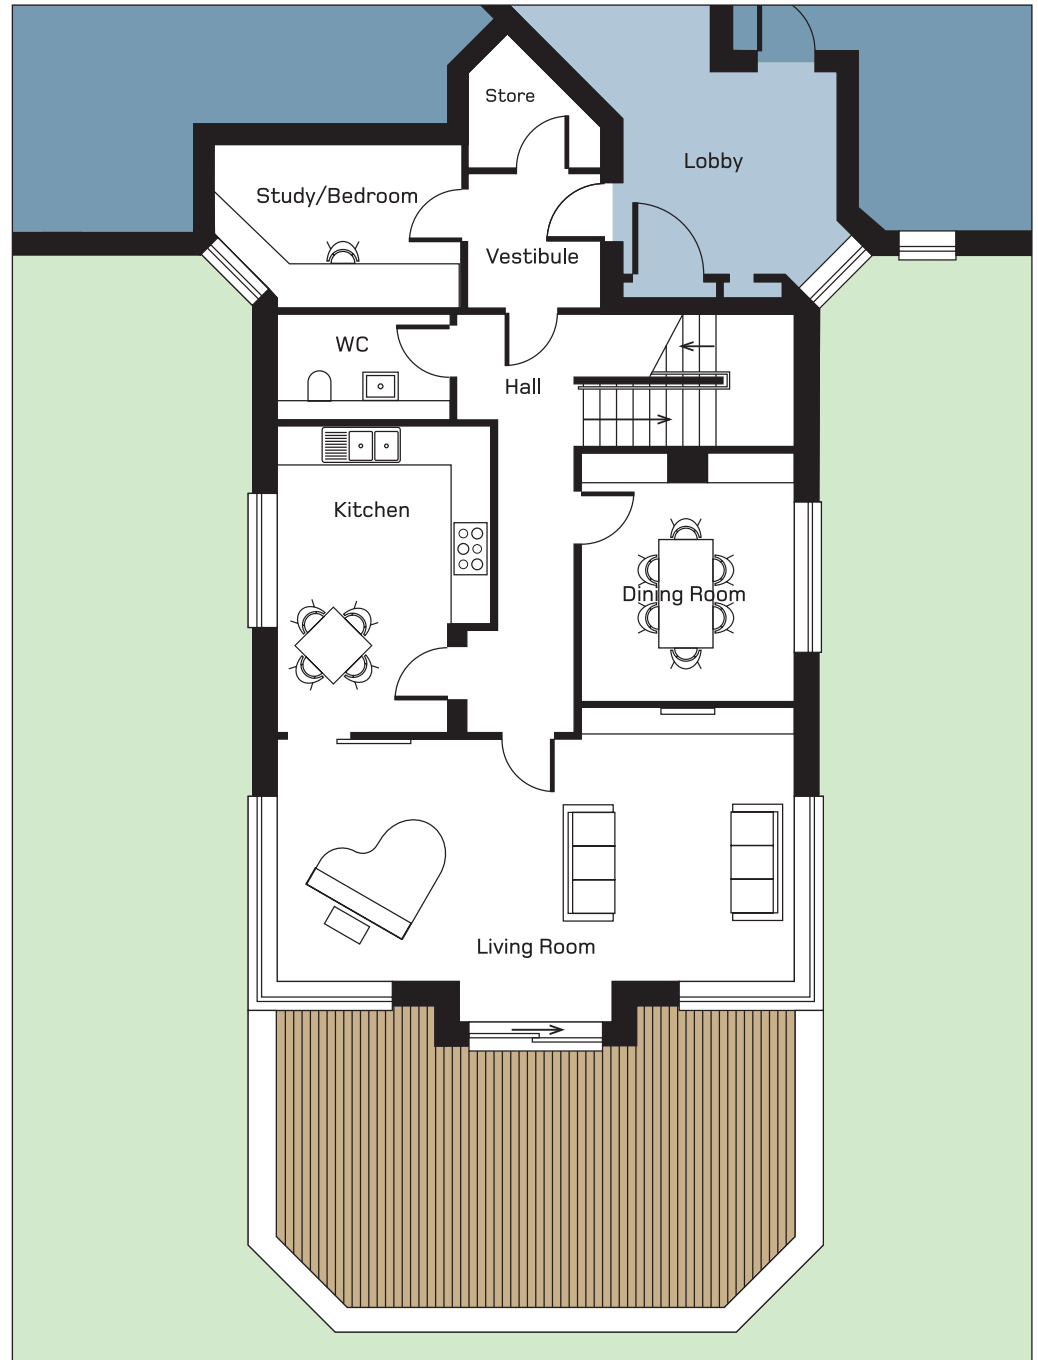 Store
Lobby
Study/Bedroom
Vestibule
WC
Hall
Kitchen
Dining Room
Living Room